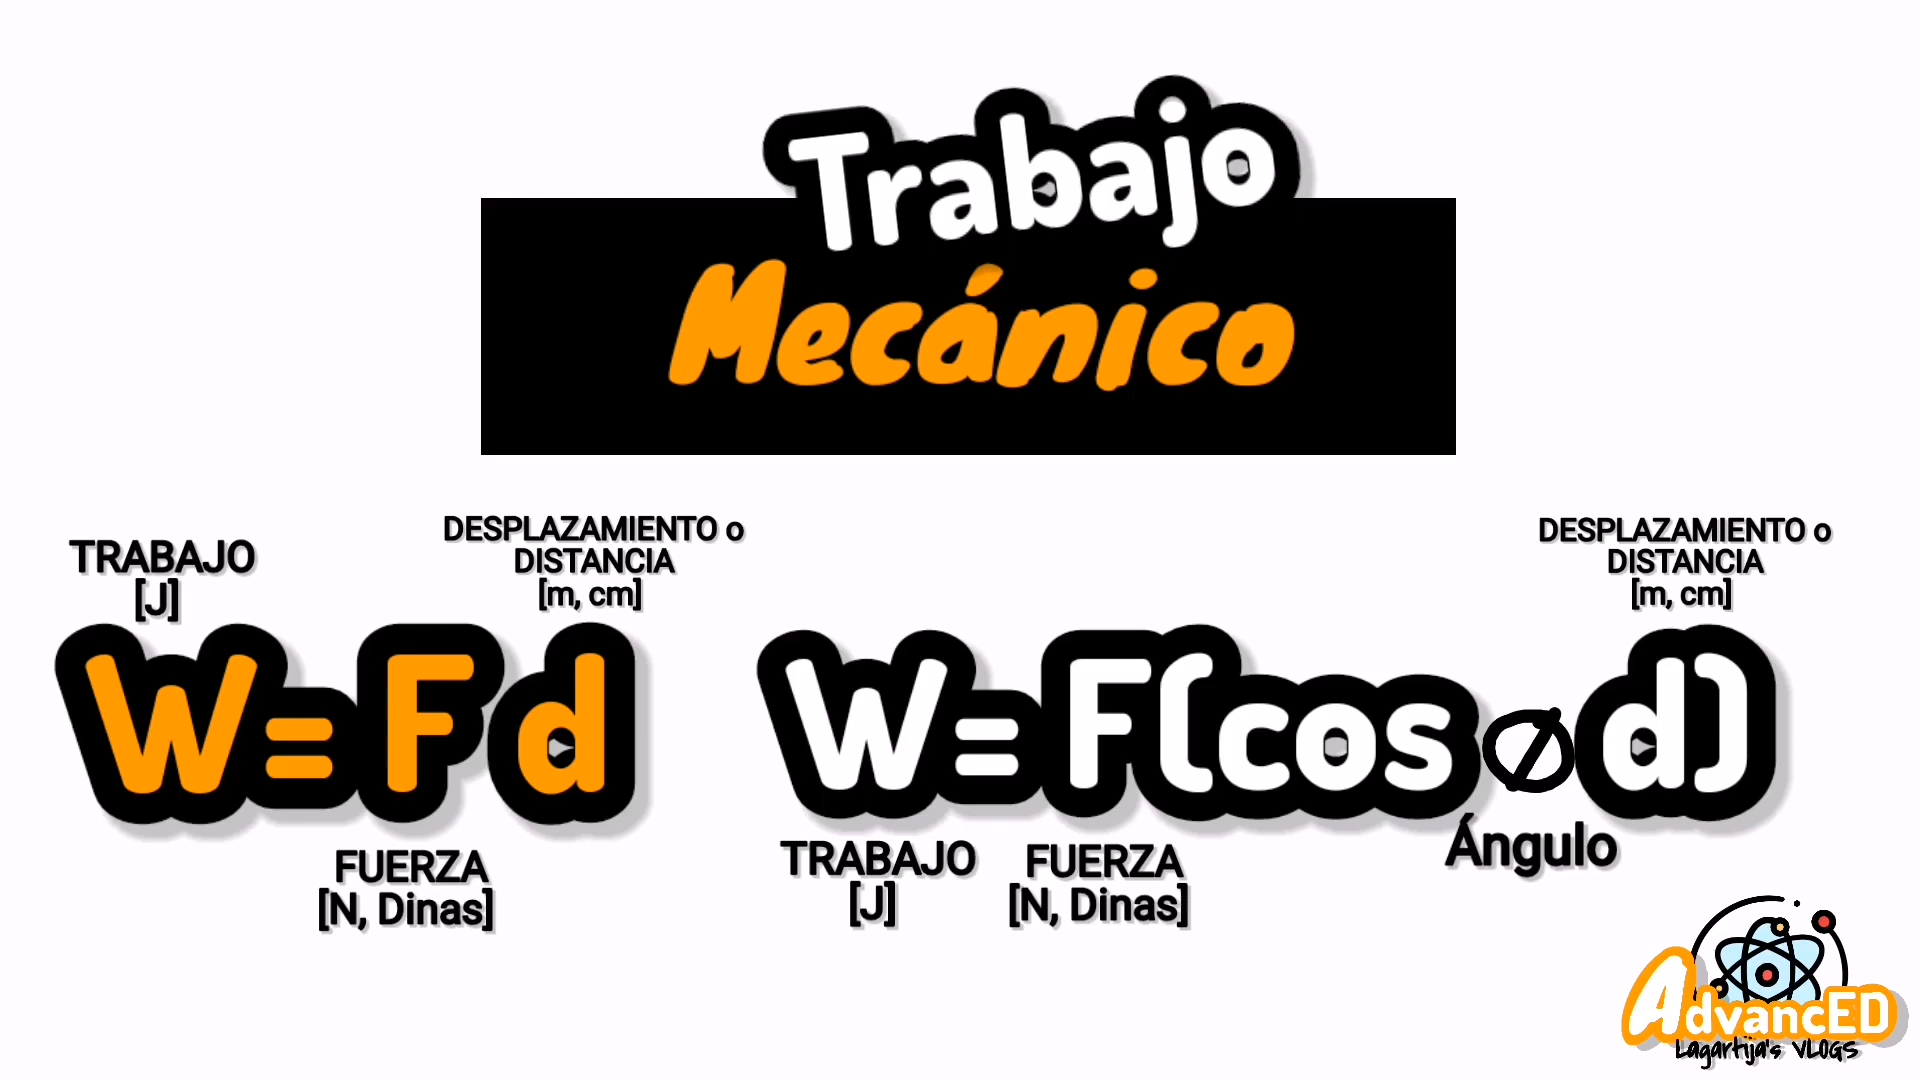 Trabajo
Mecánico
TRABAJO
[J]
DESPLAZAMIENTO o
DISTANCIA
[m, cm]
W=Fd
FUERZA
[N, Dinas]
DESPLAZAMIENTO o
DISTANCIA
[m, cm]
W=F(cosød)
TRABAJO
[J]
FUERZA
[N, Dinas]
Ángulo
AdvancED
Lagartija's VLOGS